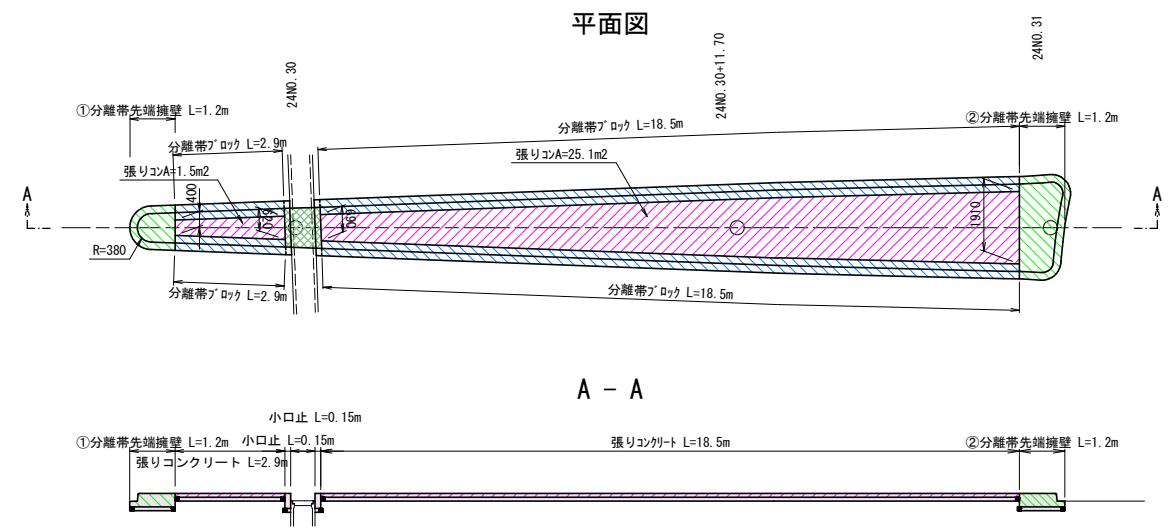 平面図
24NO.30
24NO.30+11.70
24NO.31
①分離帯先端擁壁 L=1.2m
分離帯ﾌﾞﾛｯｸ L=2.9m
分離帯ﾌﾞﾛｯｸ L=18.5m
②分離帯先端擁壁 L=1.2m
張りｺﾝA=1.5m2
張りｺﾝA=25.1m2
A
A
400
620
690
1910
R=380
分離帯ﾌﾞﾛｯｸ L=2.9m
分離帯ﾌﾞﾛｯｸ L=18.5m
A － A
小口止 L=0.15m
①分離帯先端擁壁 L=1.2m
小口止 L=0.15m
張りｺﾝｸﾘｰﾄ L=18.5m
②分離帯先端擁壁 L=1.2m
張りコンクリート L=2.9m